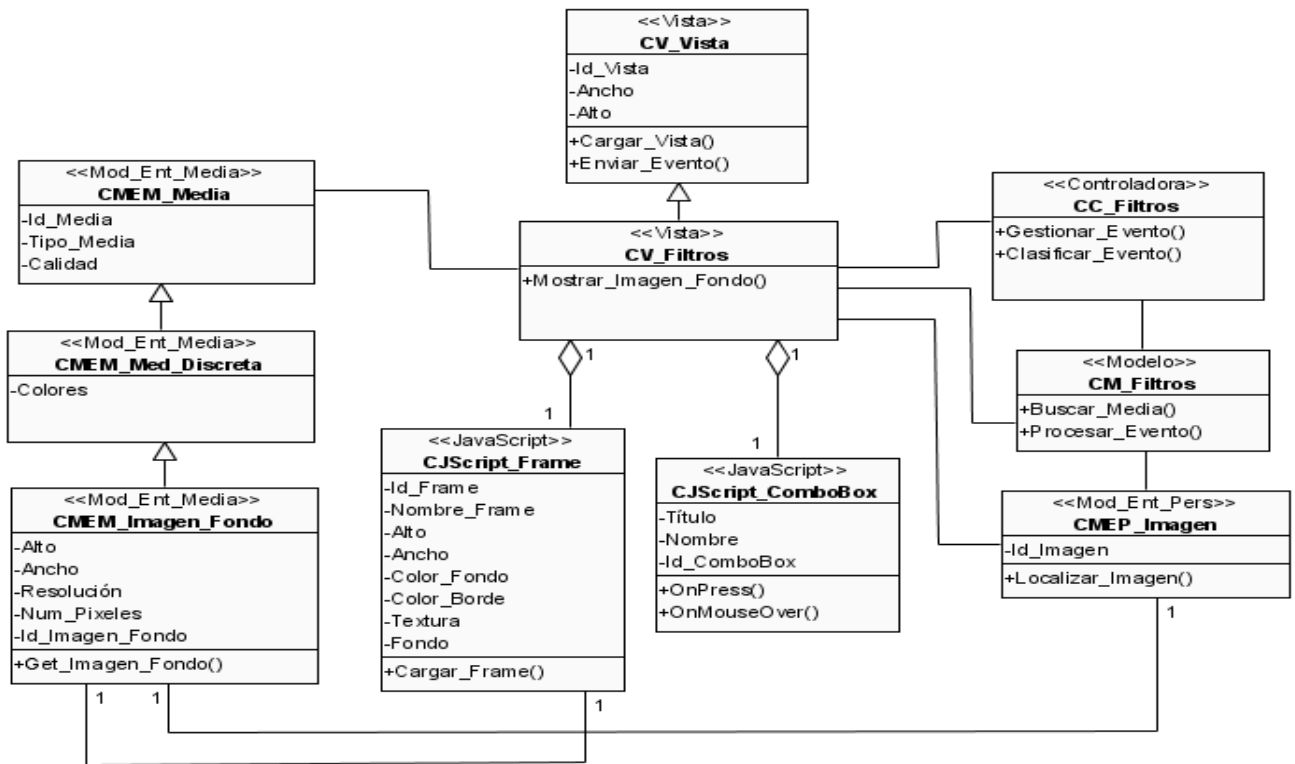 <<Vista>>
CV_Vista
-Id_Vista
-Ancho
-Alto
+Cargar_Vista()
+Enviar_Evento()
<<Mod_Ent_Media>>
CMEM_Media
-Id_Media
-Tipo_Media
-Calidad
<<Vista>>
CV_Filtros
+Mostrar_Imagen_Fondo()
<<Controladora>>
CC_Filtros
+Gestionar_Evento()
+Clasificar_Evento()
<<Mod_Ent_Media>>
CMEM_Med_Discreta
-Colores
<<Modelo>>
CM_Filtros
+Buscar_Media()
+Procesar_Evento()
1
1
1
1
<<Mod_Ent_Media>>
CMEM_Imagen_Fondo
-Alto
-Ancho
-Resolución
-Num_Pixeles
-Id_Imagen_Fondo
+Get_Imagen_Fondo()
<<JavaScript>>
CJScript_Frame
-Id_Frame
-Nombre_Frame
-Alto
-Ancho
-Color_Fondo
-Color_Borde
-Textura
-Fondo
+Cargar_Frame()
<<JavaScript>>
CJScript_ComboBox
-Título
-Nombre
-Id_ComboBox
+OnPress()
+OnMouseOver()
<<Mod_Ent_Pers>>
CMEP_Imagen
-Id_Imagen
+Localizar_Imagen()
1
1
1
1